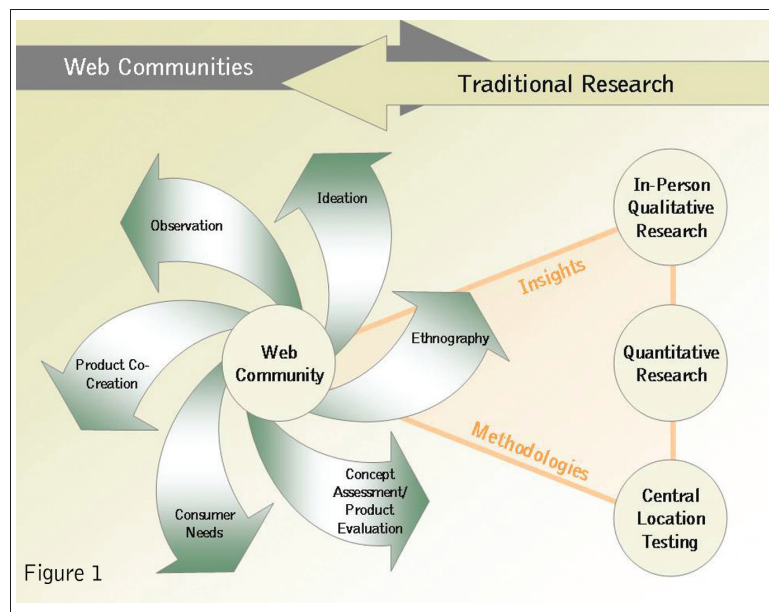 Web Communities
Traditional Research
Ideation
Observation
In-Person
Qualitative
Research
Insights
Ethnography
Web
Community
Quantitative
Research
Product Co-
Creation
Methodologies
Concept
Assessment/
Product
Evaluation
Consumer
Needs
Central
Location
Testing
Figure 1